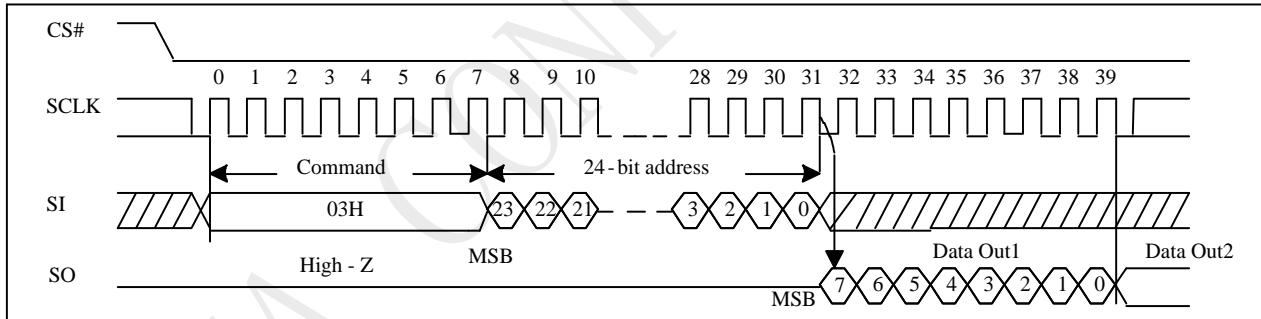 CS#
0 1 2 3 4 5 6 7 8 9 10 28 29 30 31 32 33 34 35 36 37 38 39
SCLK
Command 24-bit address
SI 03H 23 22 21 3 2 1 0
High - Z MSB Data Out1 Data Out2
SO MSB 7 6 5 4 3 2 1 0